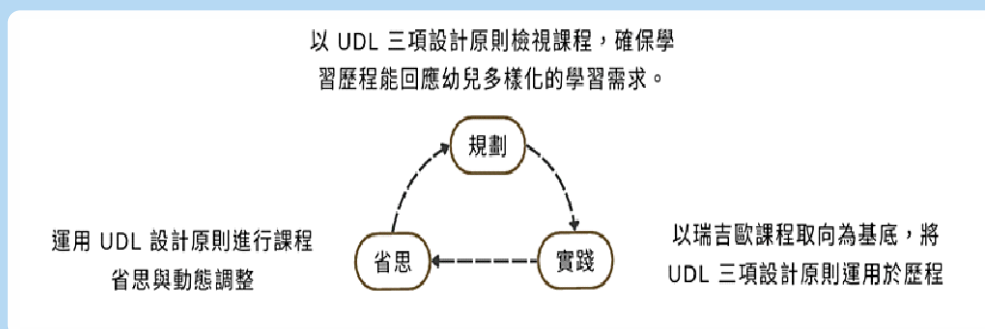 以 UDL 三項設計原則檢視課程，確保學
習歷程能回應幼兒多樣化的學習需求。
規劃
運用 UDL 設計原則進行課程
省思與動態調整
省思
實踐
以瑞吉歐課程取向為基底，將
UDL 三項設計原則運用於歷程